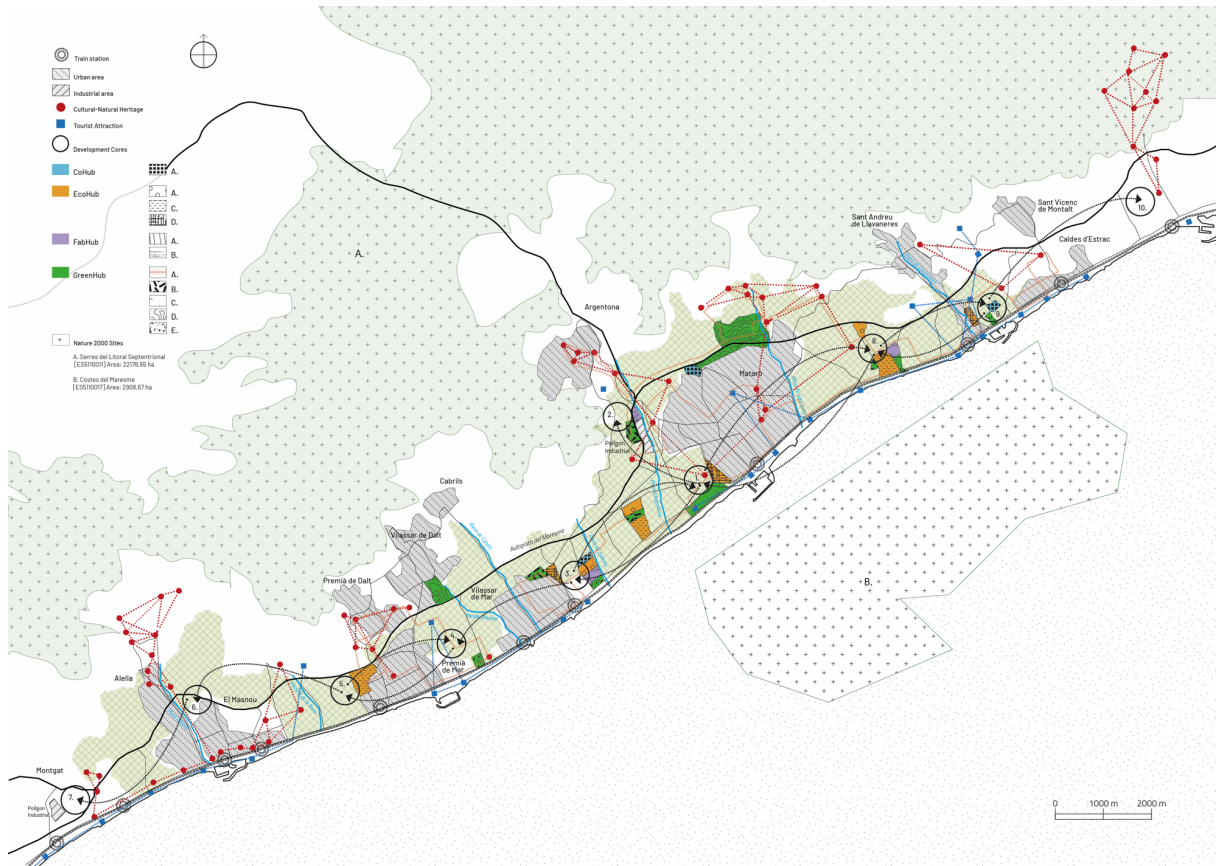 Train station
Urban area
Industrial area
Cultural-Natural Heritage
Tourist Attraction
Development Cores
CoHub
A.
EcoHub
A.
C.
D.
FabHub
A.
B.
GreenHub
A.
B.
C.
D.
E.
Nature 2000 Sites
A. Serres del Litoral Septentrional
[ES5110011] Area: 22178,55 ha
B. Costes del Maresme
[ES5110017] Area: 2908,67 ha
A.
10.
Sant Vicenc
de Montalt
Sant Andreu
de Llavaneres
Caldes d'Estrac
9.
Argentona
8.
Mataró
2.
Poligon
Industrial
1.
Cabrils
Autopista del Maresme
Vilassar de Dalt
3.
Premià de Dalt
Vilassar
de Mar
B.
4.
Premià
de Mar
Alella
5.
El Masnou
6.
Montgat
7.
Poligon
Industrial
0
1000 m
2000 m